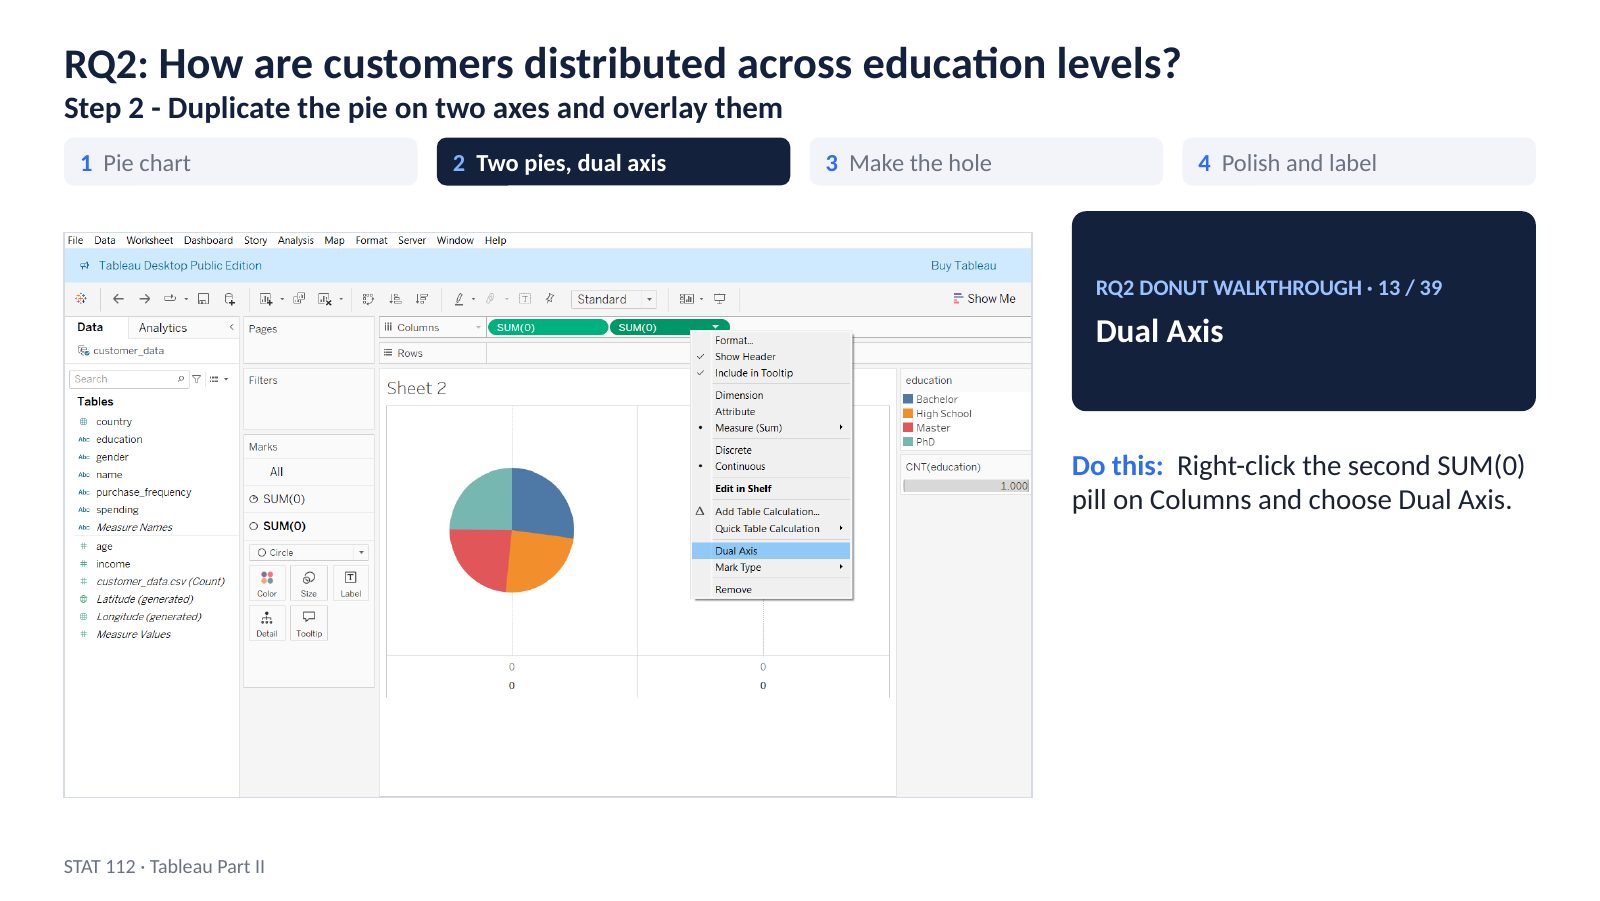 RQ2: How are customers distributed across education levels?
Step 2 - Duplicate the pie on two axes and overlay them
1 Pie chart
2 Two pies, dual axis
3 Make the hole
4 Polish and label
File Data Worksheet Dashboard Story Analysis Map Format Server Window Help
Tableau Desktop Public Edition
Buy Tableau
Standard
Show Me
Data Analytics
customer_data
Search
Tables
country
Abc education
Abc gender
Abc name
Abc purchase_frequency
Abc spending
Abc Measure Names
# age
# income
# customer_data.csv (Count)
Latitude (generated)
Longitude (generated)
# Measure Values
Pages
Filters
Marks
All
SUM(0)
SUM(0)
Circle
Color Size Label
Detail Tooltip
Columns SUM(0) SUM(0)
Rows
Sheet 2
0 0
0 0
Format...
Show Header
Include in Tooltip
Dimension
Attribute
Measure (Sum)
Discrete
Continuous
Edit in Shelf
Add Table Calculation...
Quick Table Calculation
Dual Axis
Mark Type
Remove
education
Bachelor
High School
Master
PhD
CNT(education)
1,000
RQ2 DONUT WALKTHROUGH · 13 / 39
Dual Axis
Do this: Right-click the second SUM(0)
pill on Columns and choose Dual Axis.
STAT 112 · Tableau Part II